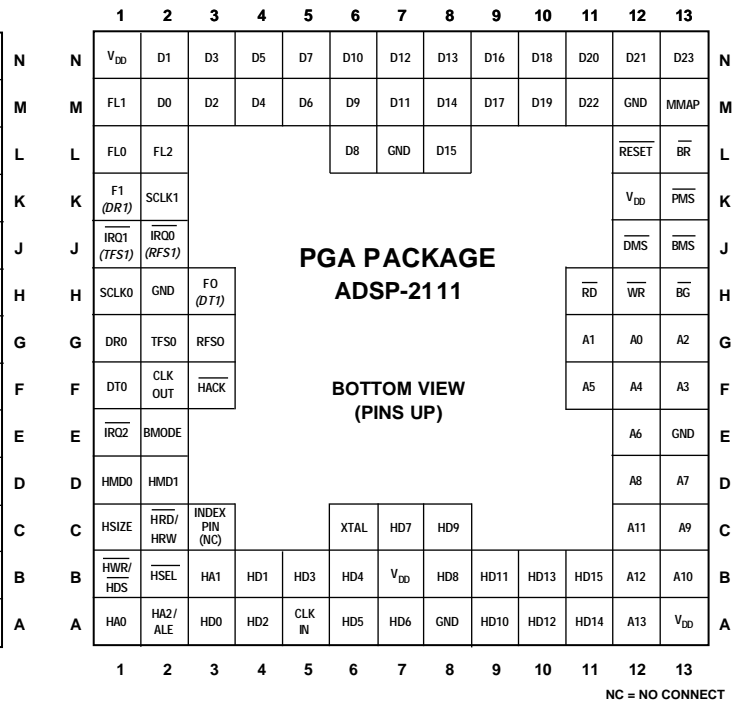 1 2 3 4 5 6 7 8 9 10 11 12 13
N N VDD D1 D3 D5 D7 D10 D12 D13 D16 D18 D20 D21 D23 N
M M FL1 D0 D2 D4 D6 D9 D11 D14 D17 D19 D22 GND MMAP M
L L FL0 FL2 D8 GND D15 RESET BR L
K K F1 (DR1) SCLK1 VDD PMS K
J J IRQ1 (TFS1) IRQ0 (RFS1) DMS BMS J
PGA PACKAGE
ADSP-2111
H H SCLK0 GND FO (DT1) RD WR BG H
G G DR0 TFS0 RFSO A1 A0 A2 G
F F DT0 CLK OUT HACK A5 A4 A3 F
BOTTOM VIEW
(PINS UP)
E E IRQ2 BMODE A6 GND E
D D HMD0 HMD1 A8 A7 D
C C HSIZE HRD/ HRW INDEX PIN (NC) XTAL HD7 HD9 A11 A9 C
B B HWR/ HDS HSEL HA1 HD1 HD3 HD4 VDD HD8 HD11 HD13 HD15 A12 A10 B
A A HA0 HA2/ ALE HD0 HD2 CLK IN HD5 HD6 GND HD10 HD12 HD14 A13 VDD A
1 2 3 4 5 6 7 8 9 10 11 12 13
NC = NO CONNECT